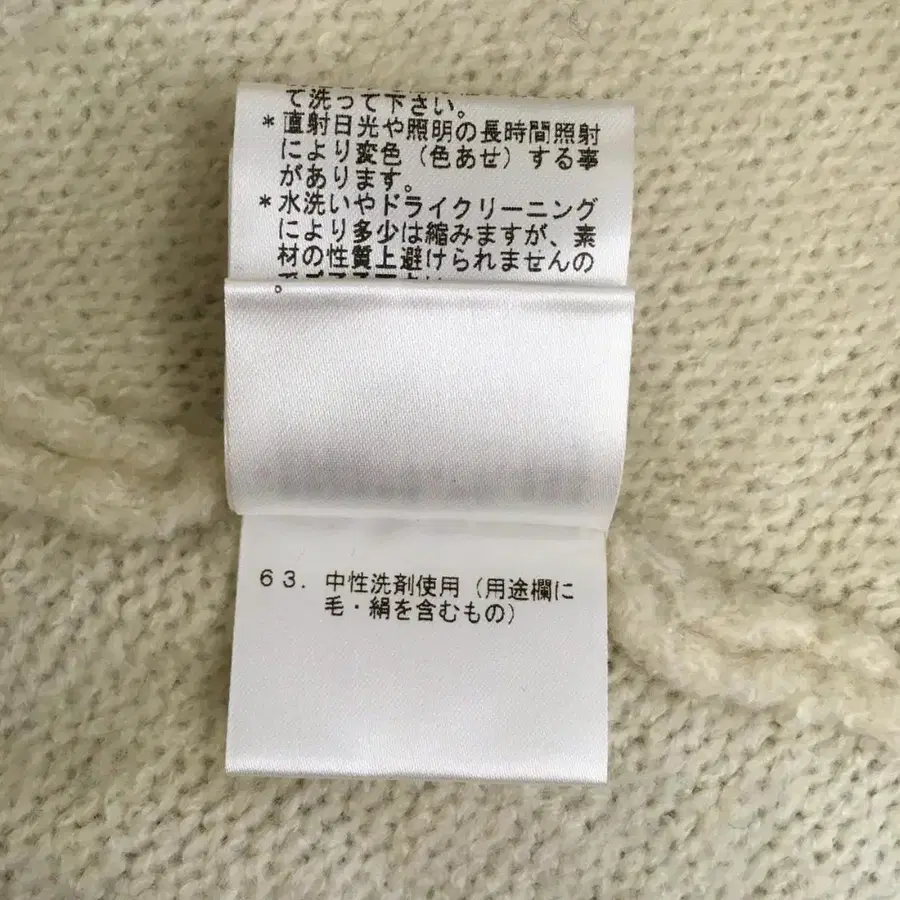 て洗って下さい。
*直射日光や照明の長時間照射
により変色(色あせ)する事
があります。
*水洗いやドライクリーニング
により多少は縮みますが、素
材の性質上避けられませんの
63. 中性洗剤使用(用途欄に
毛・絹を含むもの)